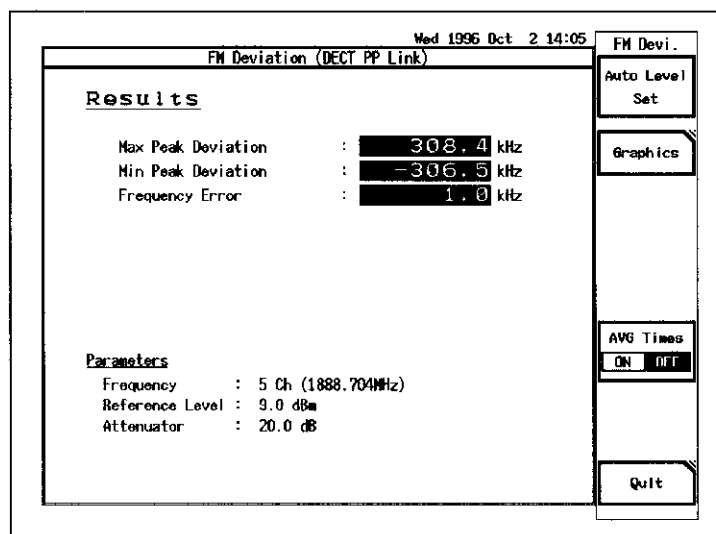 Wed 1996 Oct 2 14:05
FM Deviation (DECT PP Link)
Results
Max Peak Deviation : 308.4 kHz
Min Peak Deviation : -306.5 kHz
Frequency Error : 1.0 kHz
Parameters
Frequency : 5 Ch (1888.704MHz)
Reference Level : 9.0 dBm
Attenuator : 20.0 dB
FM Devi.
Auto Level
Set
Graphics
AVG Times
ON OFF
Quit